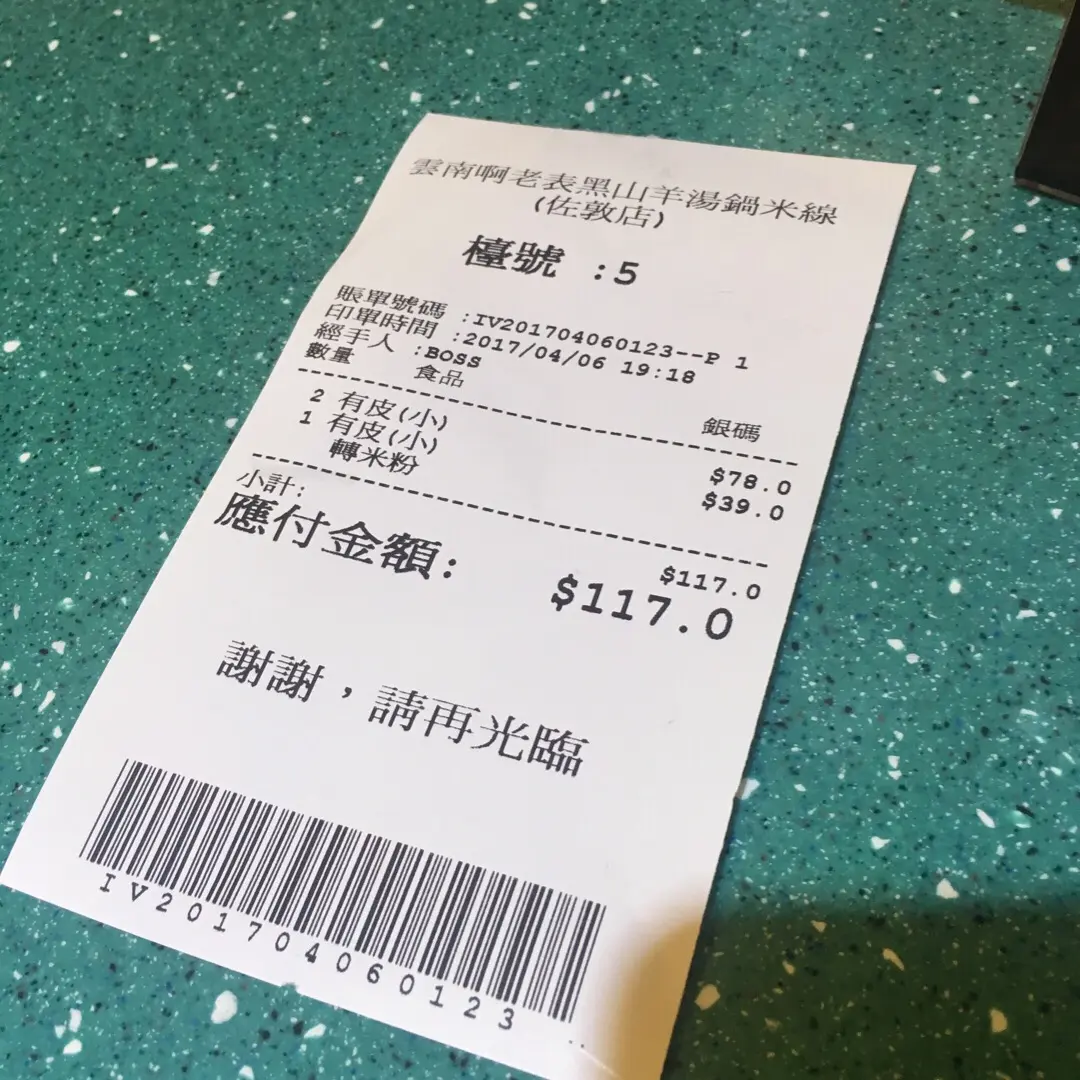 雲南啊老表黑山羊湯鍋米線
(佐敦店)
檯號 :5
賬單號碼 :IV201704060123--P 1
印單時間 :2017/04/06 19:18
經手人 :BOSS
數量 食品 銀碼
2 有皮(小) $78.0
1 有皮(小) $39.0
轉米粉
小計: $117.0
應付金額: $117.0
謝謝，請再光臨
IV201704060123